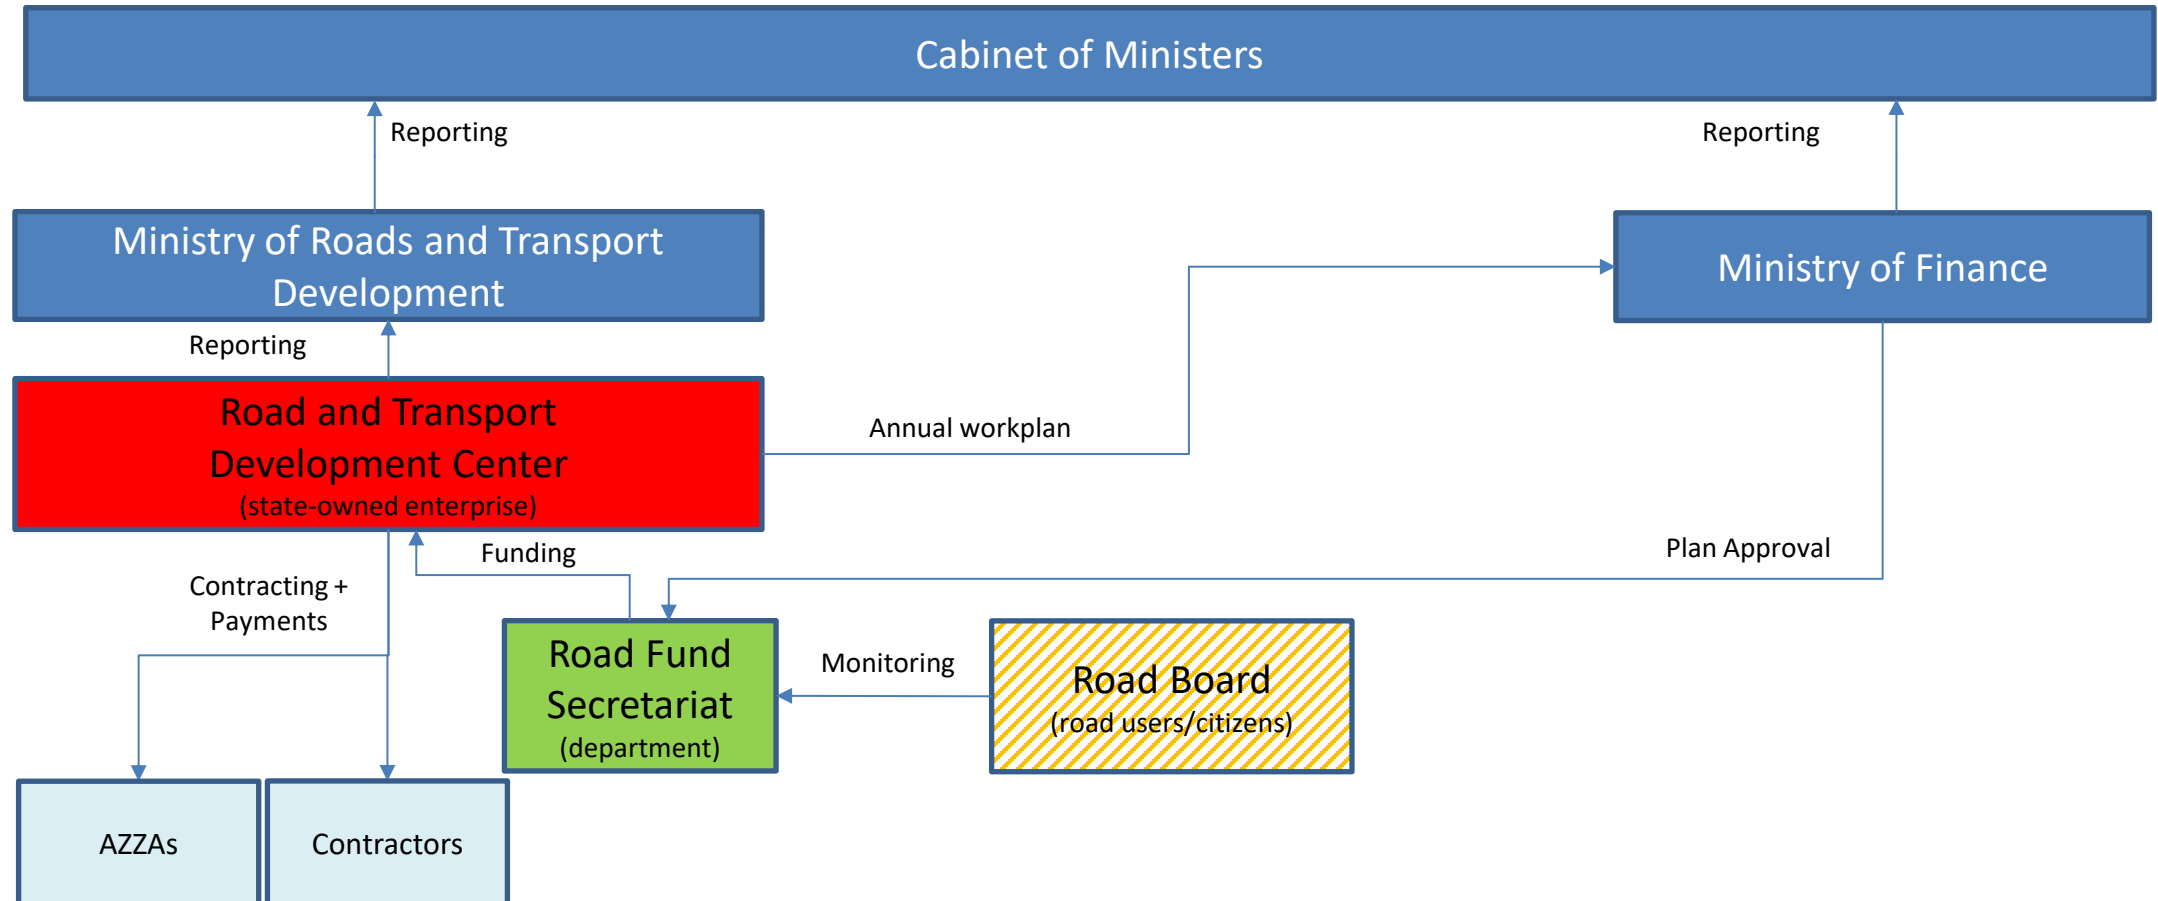 Cabinet of Ministers
Reporting
Reporting
Ministry of Roads and Transport
Development
Ministry of Finance
Reporting
Road and Transport
Development Center
(state-owned enterprise)
Annual workplan
Funding
Plan Approval
Contracting +
Payments
Road Fund
Secretariat
(department)
Monitoring
Road Board
(road users/citizens)
AZZAs
Contractors